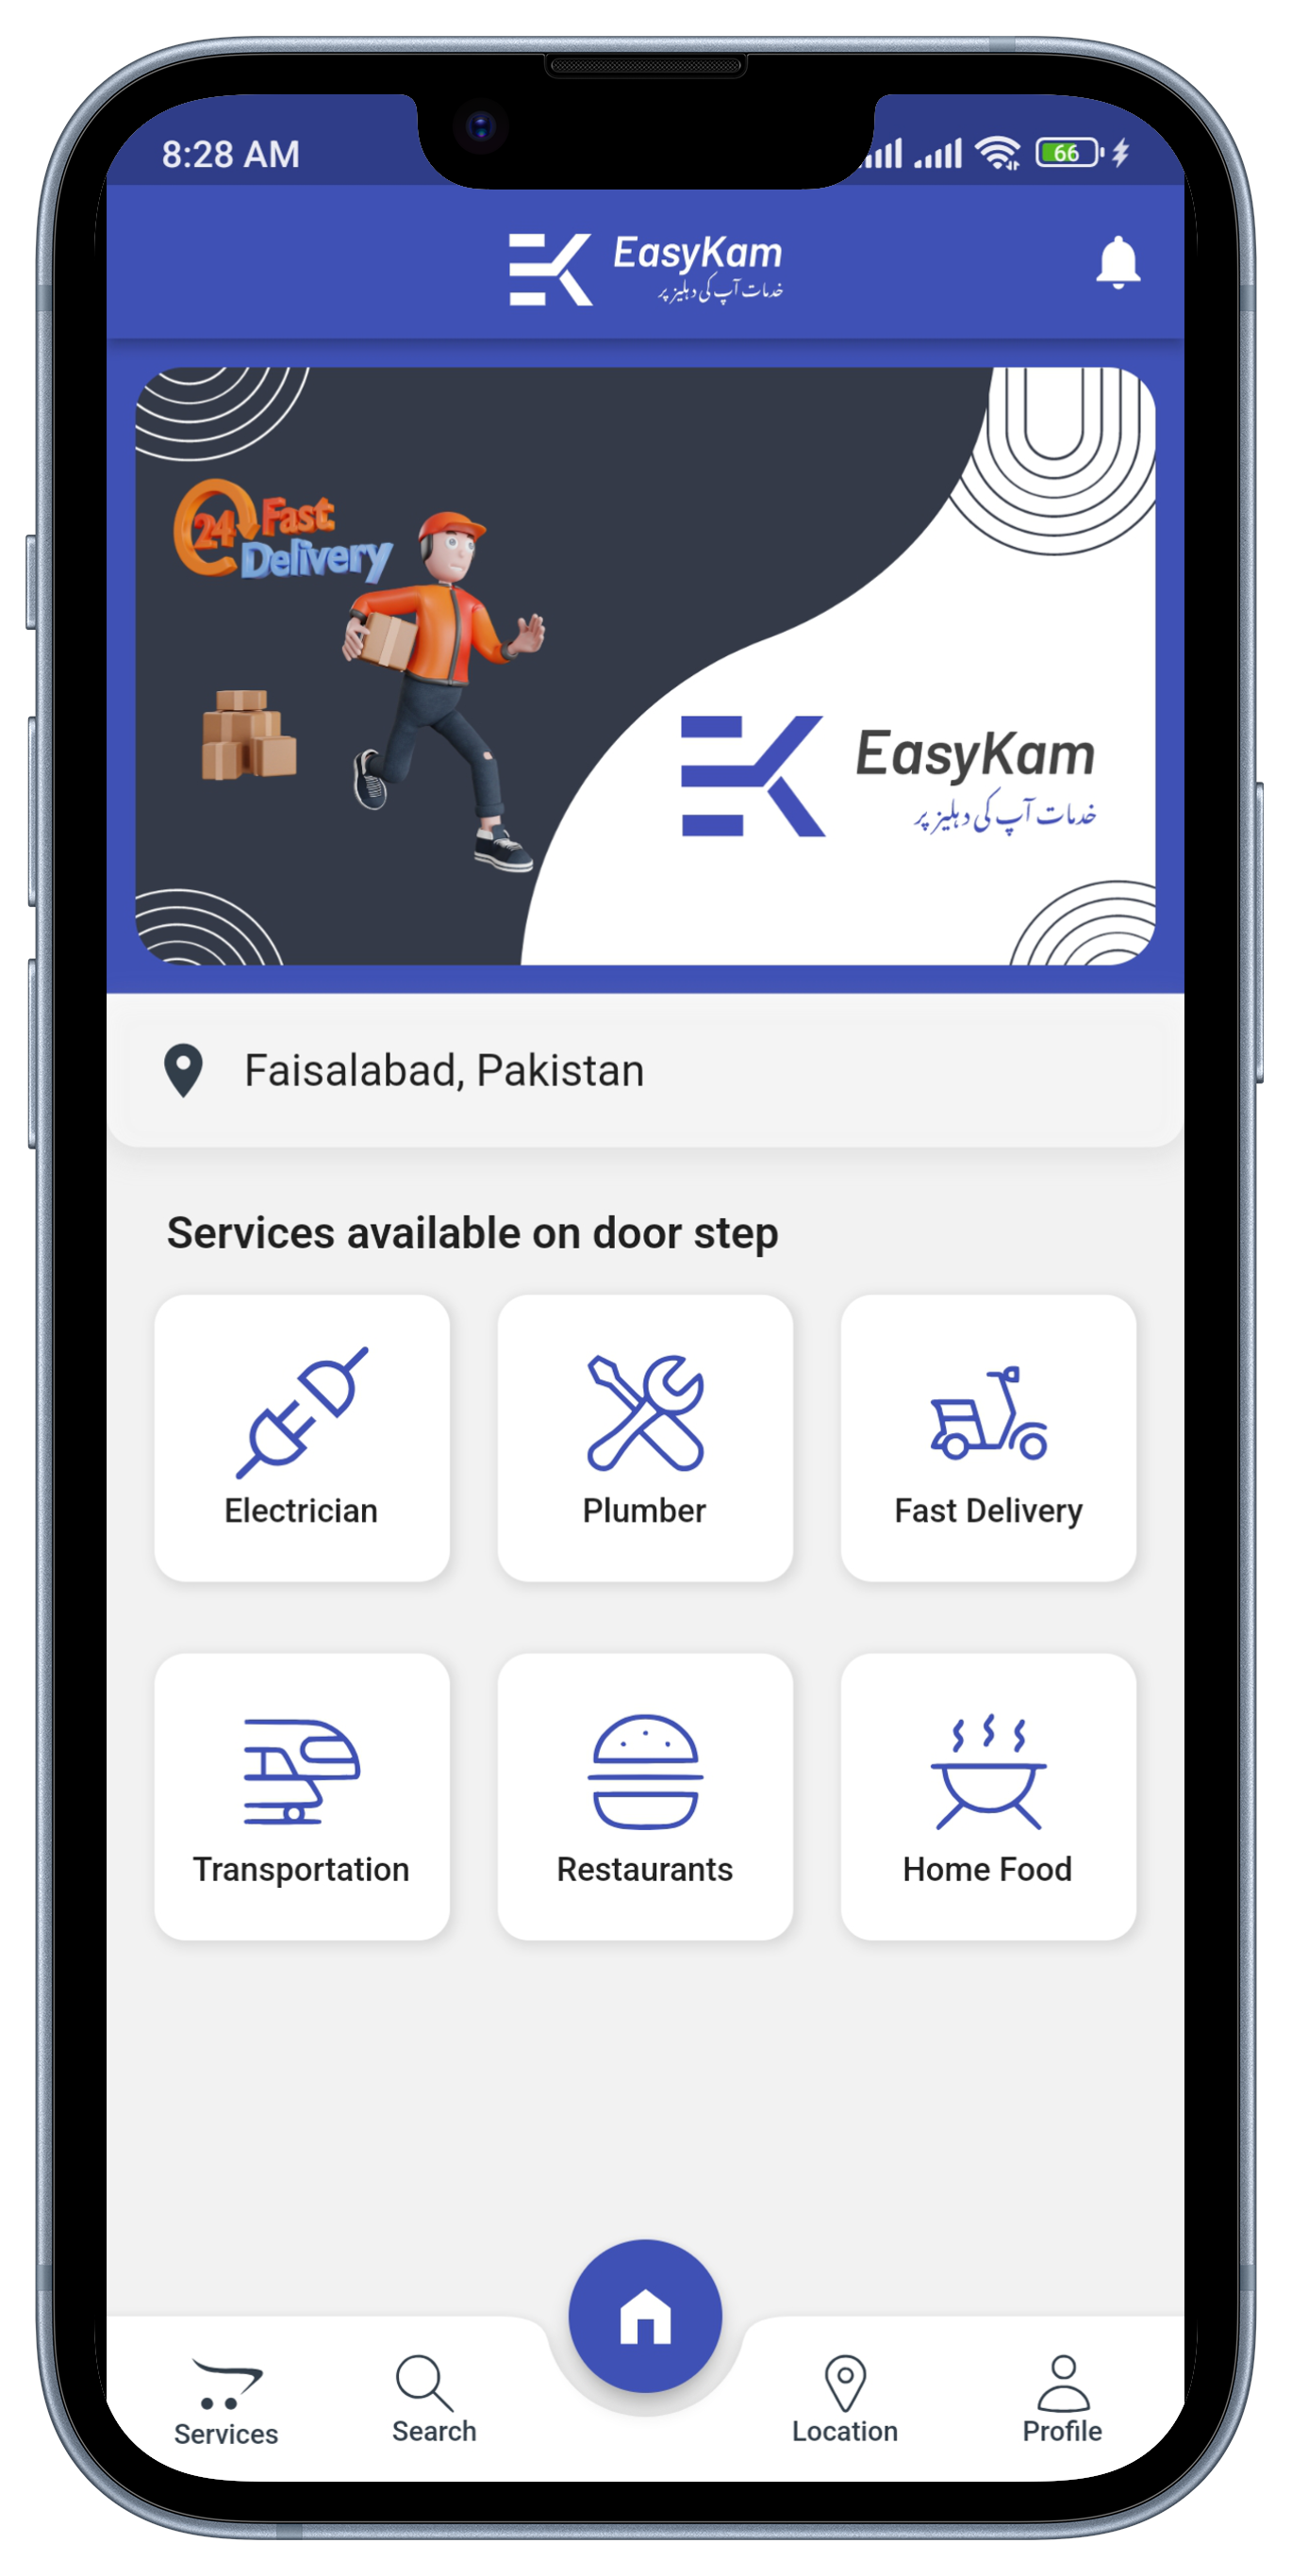 8:28 AM
66
EasyKam
خدمات آپ کی دہلیز پر
24 Fast
Delivery
EasyKam
خدمات آپ کی دہلیز پر
Faisalabad, Pakistan
Services available on door step
Electrician
Plumber
Fast Delivery
Transportation
Restaurants
Home Food
Services
Search
Location
Profile